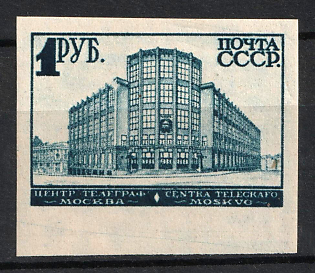 1 РУБ.
ПОЧТА
СССР.
ЦЕНТР. ТЕЛЕГРАФ
МОСКВА
CENTRA TELEGRAFO
MOSKVO